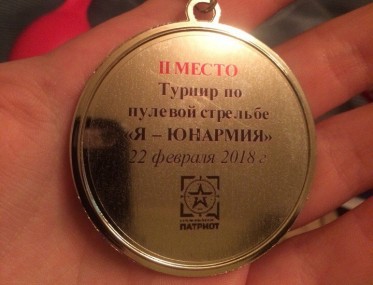 II МЕСТО
Турнир по
пулевой стрельбе
«Я – ЮНАРМИЯ»
22 февраля 2018 г
ПАТРИОТ